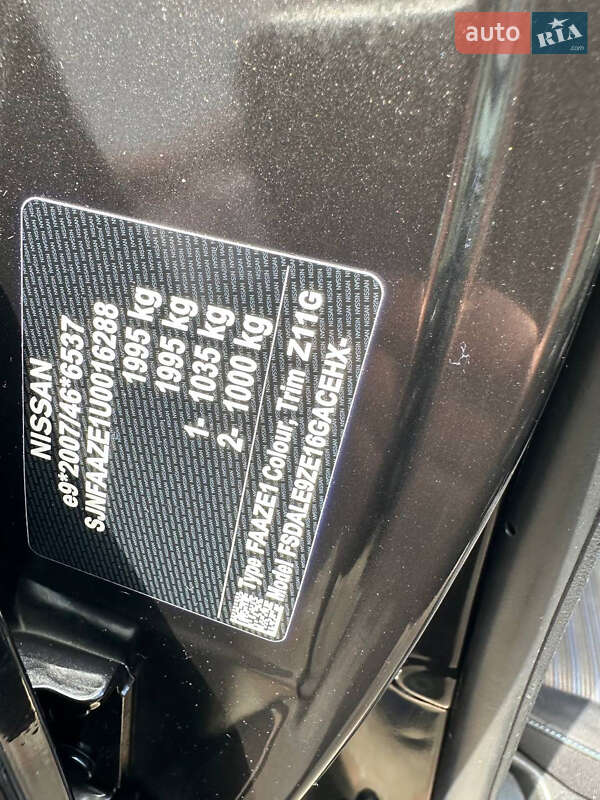 auto RIA .com
NISSAN
e9*2007/46*6537
SJNFAAZE1U0016288
1995 kg
1995 kg
1- 1035 kg
2- 1000 kg
Type FAAZE1 Colour, Trim Z11G
Model FSDALE9ZE16GACEHX-